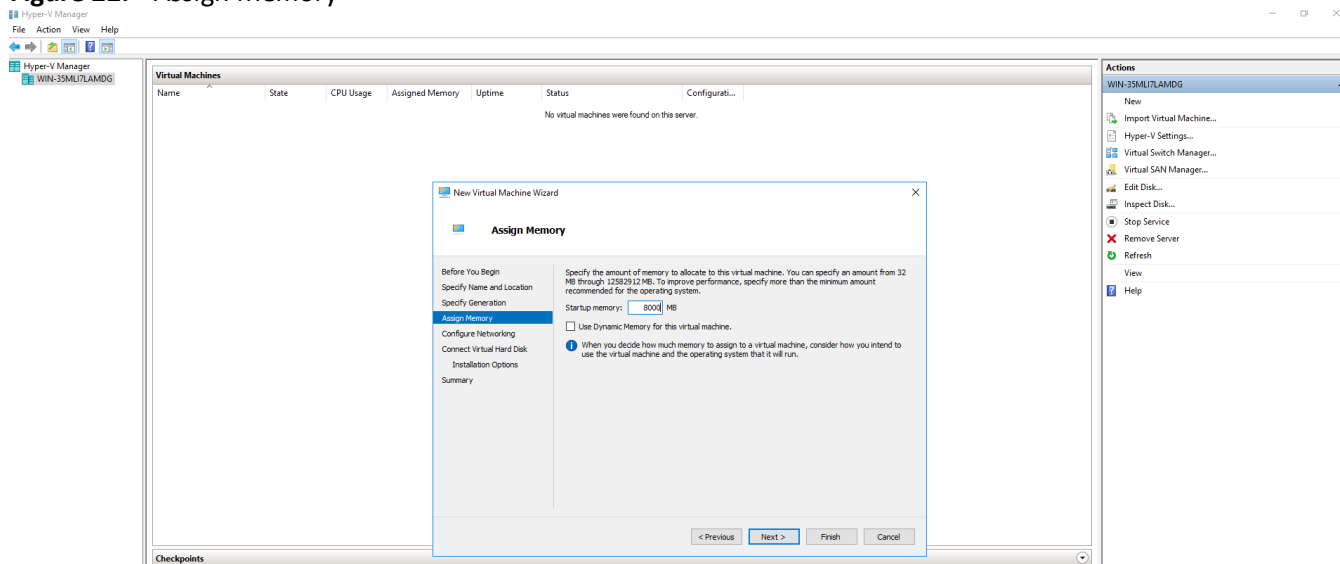 Assign Memory
Hyper-V Manager
File Action View Help
Hyper-V Manager
WIN-35MLI7LAMDG
Virtual Machines
Name State CPU Usage Assigned Memory Uptime Status Configurati...
No virtual machines were found on this server.
New Virtual Machine Wizard
Assign Memory
Before You Begin
Specify Name and Location
Specify Generation
Assign Memory
Configure Networking
Connect Virtual Hard Disk
Installation Options
Summary
Specify the amount of memory to allocate to this virtual machine. You can specify an amount from 32
MB through 12582912 MB. To improve performance, specify more than the minimum amount
recommended for the operating system.
Startup memory: 8000 MB
Use Dynamic Memory for this virtual machine.
When you decide how much memory to assign to a virtual machine, consider how you intend to
use the virtual machine and the operating system that it will run.
< Previous Next > Finish Cancel
Checkpoints
Actions
WIN-35MLI7LAMDG
New
Import Virtual Machine...
Hyper-V Settings...
Virtual Switch Manager...
Virtual SAN Manager...
Edit Disk...
Inspect Disk...
Stop Service
Remove Server
Refresh
View
Help